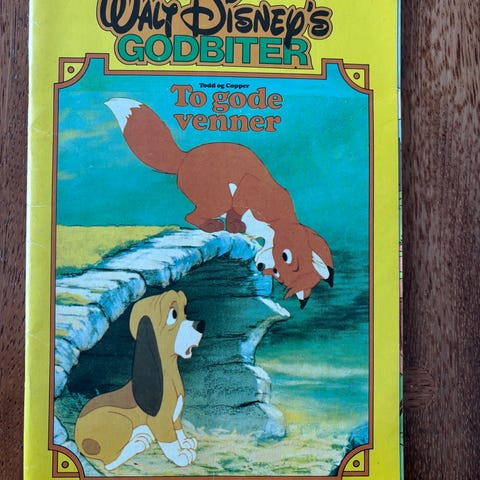 WALT DISNEY'S
GODBITER
Todd og Copper
To gode
venner